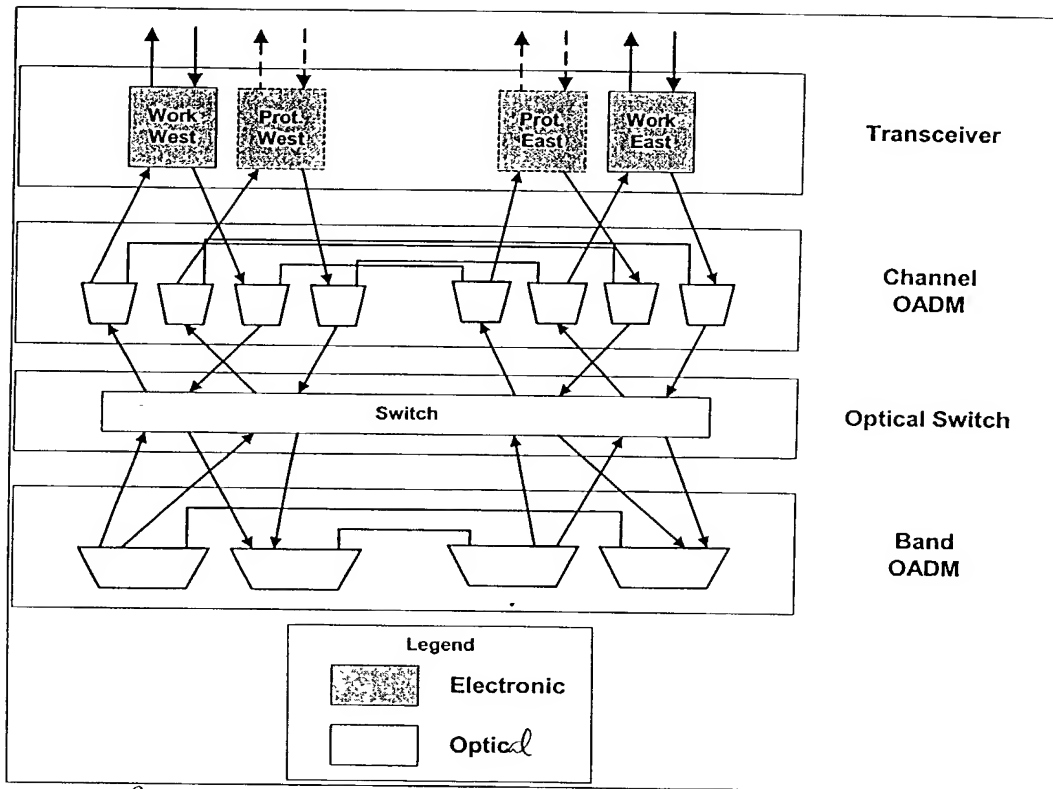 Work
West
Prot.
West
Prot.
East
Work
East
Transceiver
Channel
OADM
Switch
Optical Switch
Band
OADM
Legend
Electronic
Optical